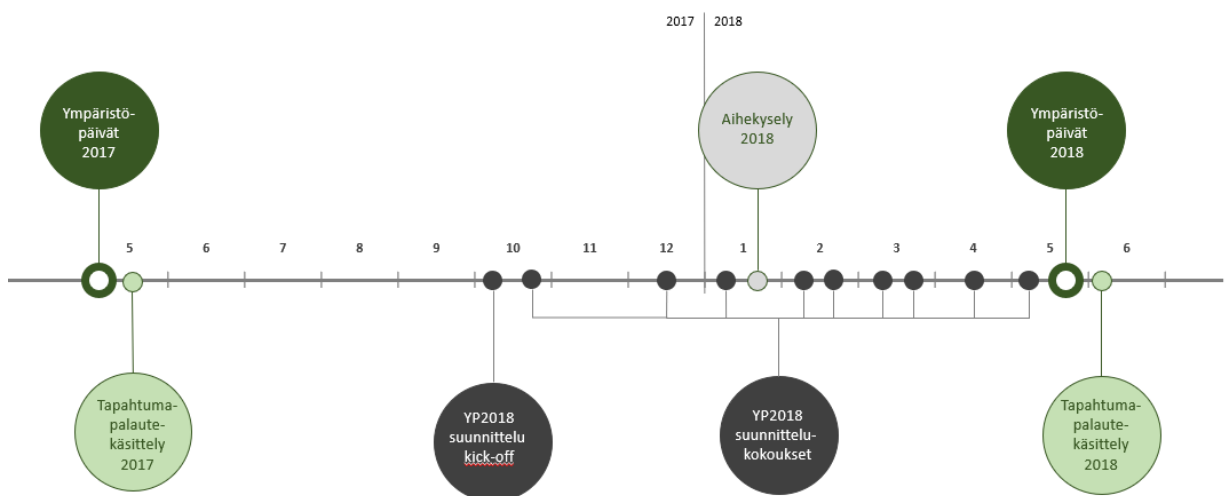 2017 2018
Ympäristö-
päivät
2017
Aihekysely
2018
Ympäristö-
päivät
2018
5 6 7 8 9 10 11 12 1 2 3 4 5 6
Tapahtuma-
palaute-
käsittely
2017
YP2018
suunnittelu
kick-off
YP2018
suunnittelu-
kokoukset
Tapahtuma-
palaute-
käsittely
2018